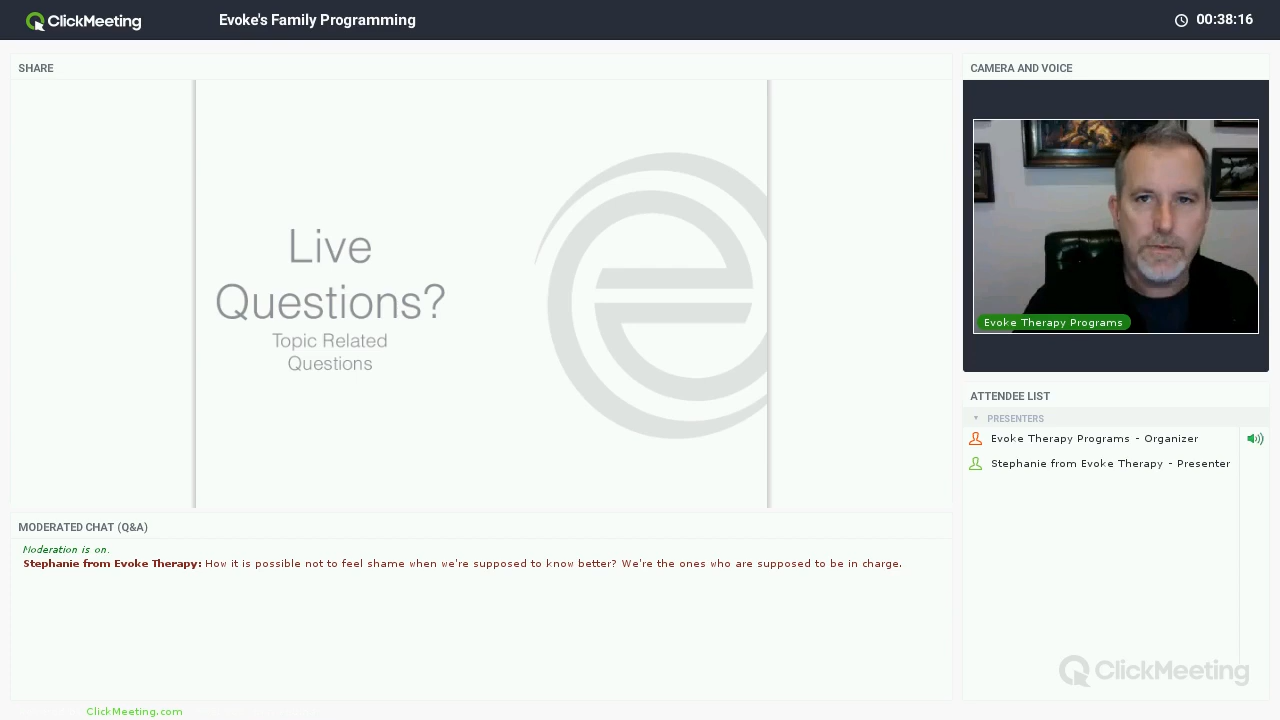 ClickMeeting
Evoke's Family Programming
00:38:16
SHARE
Live
Questions?
Topic Related
Questions
CAMERA AND VOICE
Evoke Therapy Programs
ATTENDEE LIST
PRESENTERS
Evoke Therapy Programs - Organizer
Stephanie from Evoke Therapy - Presenter
MODERATED CHAT (Q&A)
Moderation is on.
Stephanie from Evoke Therapy: How it is possible not to feel shame when we're supposed to know better? We're the ones who are supposed to be in charge.
ClickMeeting
ClickMeeting.com